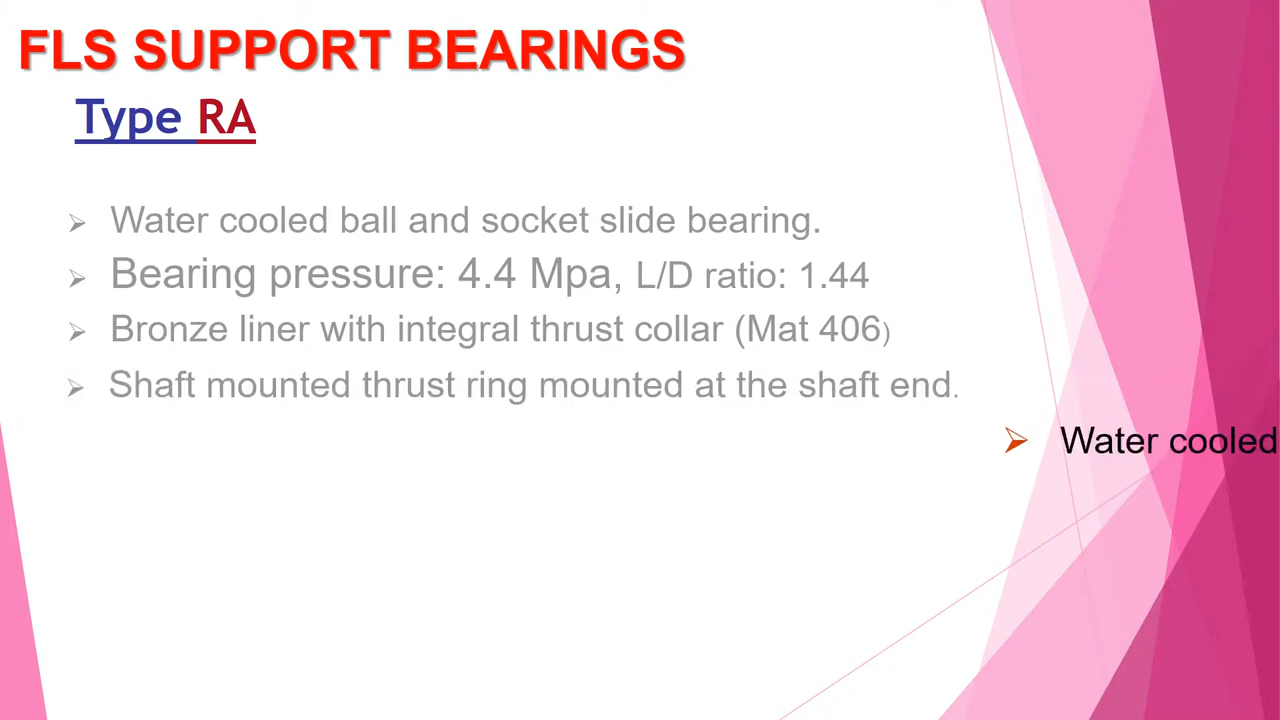 FLS SUPPORT BEARINGS
Type RA
Water cooled ball and socket slide bearing.
Bearing pressure: 4.4 Mpa, L/D ratio: 1.44
Bronze liner with integral thrust collar (Mat 406)
Shaft mounted thrust ring mounted at the shaft end.
Water cooled